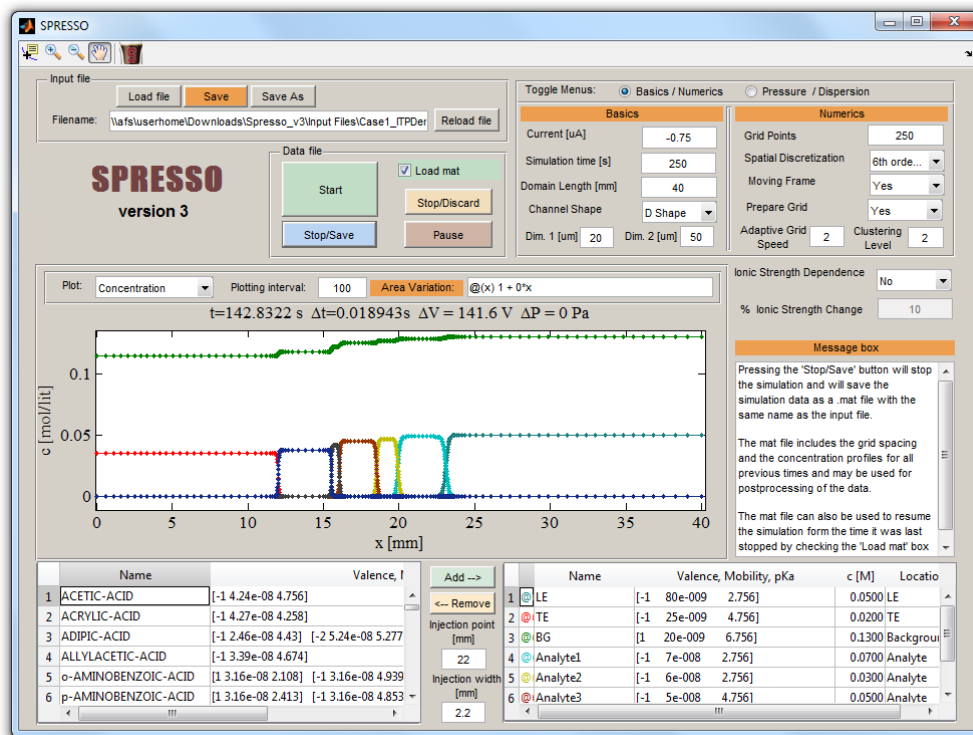 SPRESSO
Input file
Load file Save Save As
Filename: \\afs\userhome\Downloads\Spresso_v3\Input Files\Case1_ITPDer Reload file
Toggle Menus: Basics / Numerics Pressure / Dispersion
Basics
Current [uA] -0.75
Simulation time [s] 250
Domain Length [mm] 40
Channel Shape D Shape
Dim. 1 [um] 20 Dim. 2 [um] 50
Numerics
Grid Points 250
Spatial Discretization 6th orde...
Moving Frame Yes
Prepare Grid Yes
Adaptive Grid Speed 2 Clustering Level 2
SPRESSO
version 3
Data file
Start
Load mat
Stop/Discard
Stop/Save
Pause
Ionic Strength Dependence No
% Ionic Strength Change 10
Plot: Concentration Plotting interval: 100 Area Variation: @(x) 1 + 0*x
t=142.8322 s Δt=0.018943s ΔV = 141.6 V ΔP = 0 Pa
c [mol/lit]
0.1
0.05
0
0 5 10 15 20 25 30 35 40
x [mm]
Message box
Pressing the 'Stop/Save' button will stop
the simulation and will save the
simulation data as a .mat file with the
same name as the input file.
The mat file includes the grid spacing
and the concentration profiles for all
previous times and may be used for
postprocessing of the data.
The mat file can also be used to resume
the simulation form the time it was last
stopped by checking the 'Load mat' box
Name Valence,
1 ACETIC-ACID [-1 4.24e-08 4.756]
2 ACRYLIC-ACID [-1 4.27e-08 4.258]
3 ADIPIC-ACID [-1 2.46e-08 4.43] [-2 5.24e-08 5.277
4 ALLYLACETIC-ACID [-1 3.39e-08 4.674]
5 o-AMINOBENZOIC-ACID [1 3.16e-08 2.108] [-1 3.16e-08 4.939
6 p-AMINOBENZOIC-ACID [1 3.16e-08 2.413] [-1 3.16e-08 4.853
Add -->
<-- Remove
Injection point
[mm]
22
Injection width
[mm]
2.2
Name Valence, Mobility, pKa c [M] Locatio
1 @ LE [-1 80e-009 2.756] 0.0500 LE
2 @ TE [-1 25e-009 4.756] 0.0200 TE
3 @ BG [1 20e-009 6.756] 0.1300 Backgroun
4 @ Analyte1 [-1 7e-008 2.756] 0.0700 Analyte
5 @ Analyte2 [-1 6e-008 2.756] 0.0300 Analyte
6 @ Analyte3 [-1 5e-008 4.756] 0.0500 Analyte